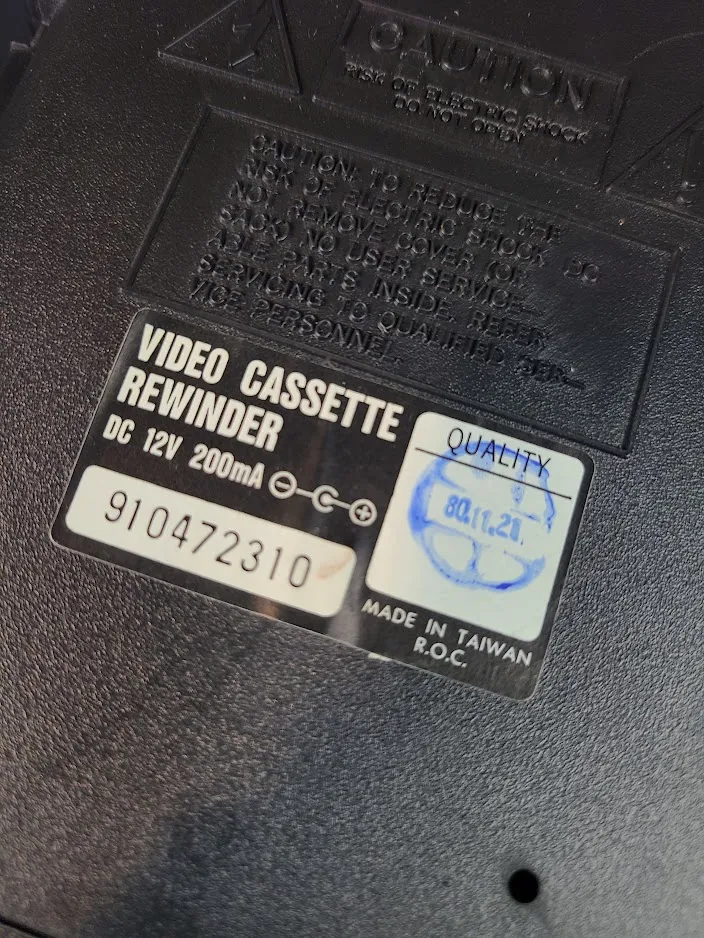 CAUTION
RISK OF ELECTRIC SHOCK
DO NOT OPEN
CAUTION: TO REDUCE THE
RISK OF ELECTRIC SHOCK DO
NOT REMOVE COVER (OR
BACK) NO USER SERVICE-
ABLE PARTS INSIDE. REFER
SERVICING TO QUALIFIED SER-
VICE PERSONNEL.
VIDEO CASSETTE
REWINDER
DC 12V 200mA
910472310
QUALITY
80.11.21.
MADE IN TAIWAN
R.O.C.